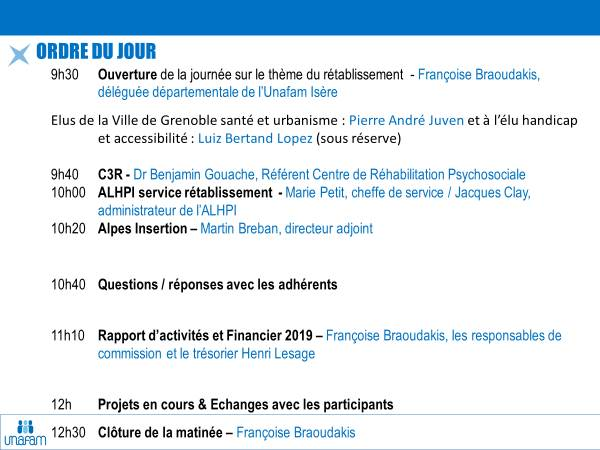 ORDRE DU JOUR
9h30 Ouverture de la journée sur le thème du rétablissement - Françoise Braoudakis,
déléguée départementale de l'Unafam Isère
Elus de la Ville de Grenoble santé et urbanisme : Pierre André Juven et à l'élu handicap
et accessibilité : Luiz Bertand Lopez (sous réserve)
9h40 C3R - Dr Benjamin Gouache, Référent Centre de Réhabilitation Psychosociale
10h00 ALHPI service rétablissement - Marie Petit, cheffe de service / Jacques Clay,
administrateur de l'ALHPI
10h20 Alpes Insertion – Martin Breban, directeur adjoint
10h40 Questions / réponses avec les adhérents
11h10 Rapport d'activités et Financier 2019 – Françoise Braoudakis, les responsables de
commission et le trésorier Henri Lesage
12h Projets en cours & Echanges avec les participants
12h30 Clôture de la matinée – Françoise Braoudakis
unafam